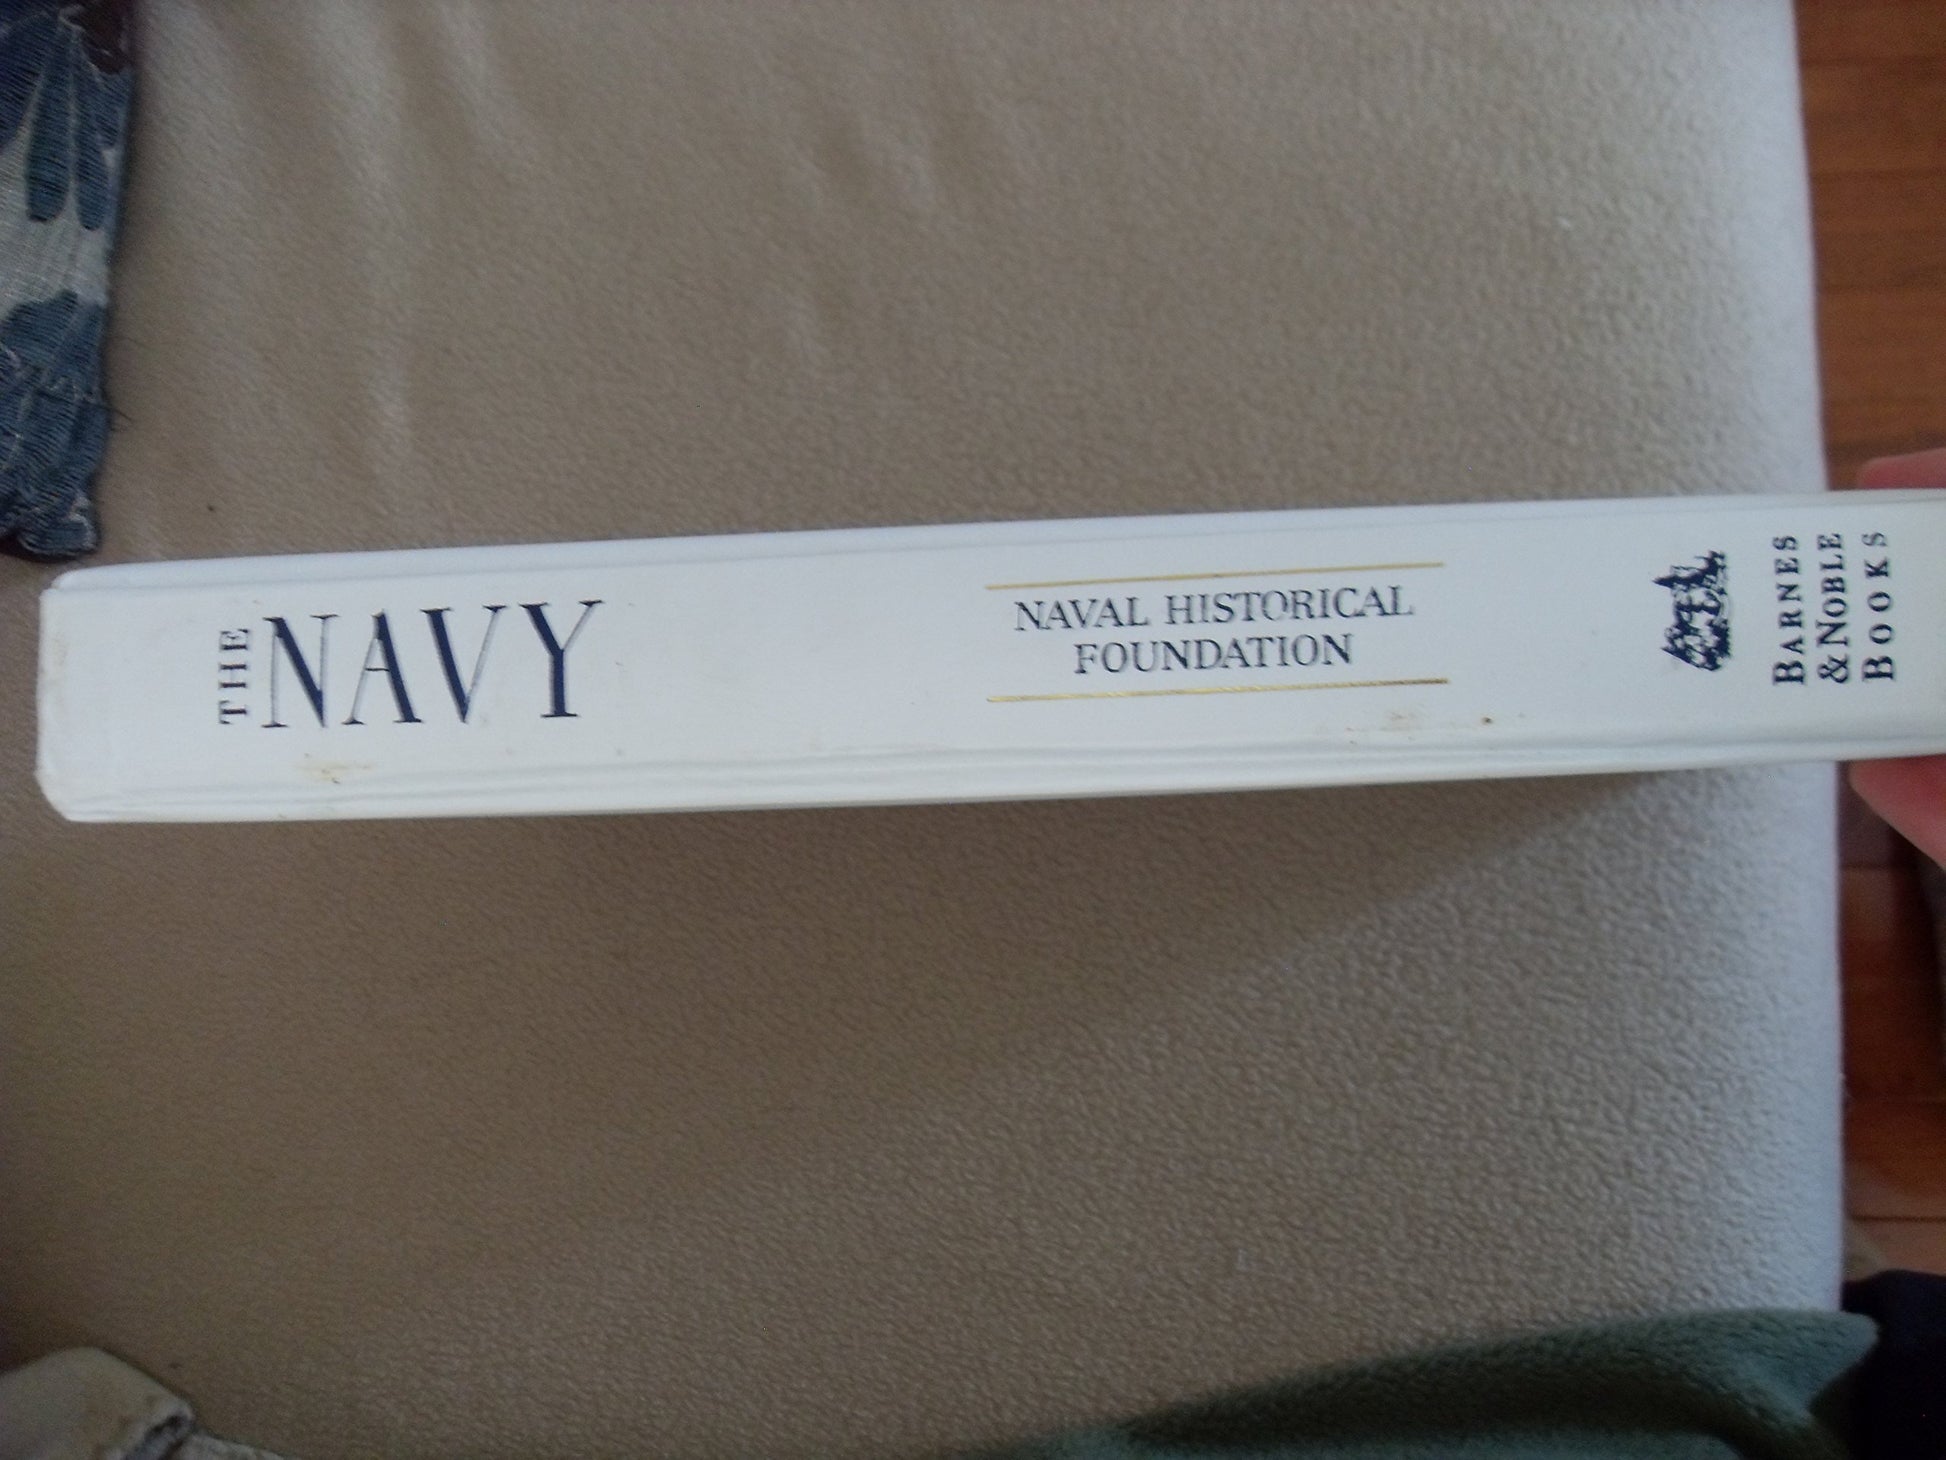 THE
NAVY
NAVAL HISTORICAL
FOUNDATION
BARNES
& NOBLE
BOOKS